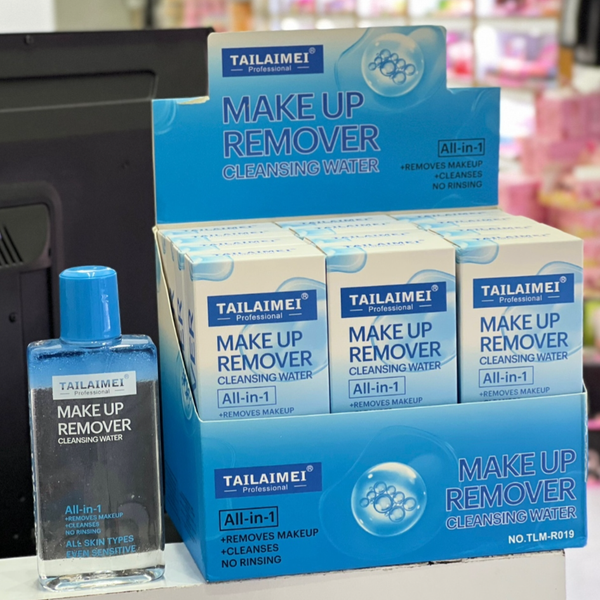 TAILAIMEI®
Professional
MAKE UP
REMOVER
CLEANSING WATER
All-in-1
+REMOVES MAKEUP
+CLEANSES
NO RINSING
TAILAIMEI®
Professional
MAKE UP
REMOVER
CLEANSING WATER
All-in-1
+REMOVES MAKEUP
TAILAIMEI®
Professional
MAKE UP
REMOVER
CLEANSING WATER
All-in-1
+REMOVES MAKEUP
TAILAIMEI®
Professional
MAKE UP
REMOVER
CLEANSING WATER
All-in-1
+REMOVES MAKEUP
TAILAIMEI®
Professional
MAKE UP
REMOVER
CLEANSING WATER
All-in-1
+REMOVES MAKEUP
+CLEANSES
NO RINSING
ALL SKIN TYPES
EVEN SENSITIVE
TAILAIMEI®
Professional
All-in-1
+REMOVES MAKEUP
+CLEANSES
NO RINSING
MAKE UP
REMOVER
CLEANSING WATER
NO.TLM-R019